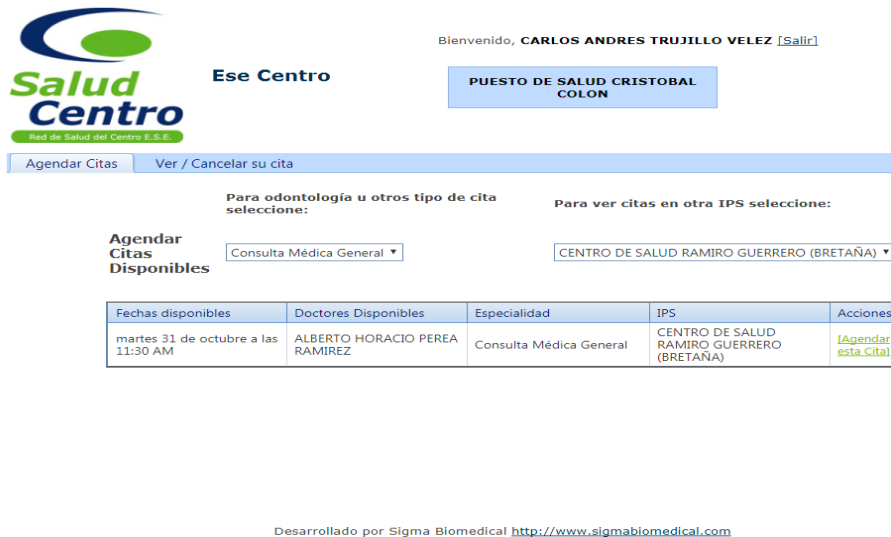 Bienvenido, CARLOS ANDRES TRUJILLO VELEZ [Salir]
Salud
Centro
Red de Salud del Centro E.S.E.
Ese Centro
PUESTO DE SALUD CRISTOBAL
COLON
Agendar Citas
Ver / Cancelar su cita
Para odontología u otros tipo de cita
seleccione:
Para ver citas en otra IPS seleccione:
Agendar
Citas
Disponibles
Consulta Médica General
CENTRO DE SALUD RAMIRO GUERRERO (BRETAÑA)
Fechas disponibles
Doctores Disponibles
Especialidad
IPS
Acciones
martes 31 de octubre a las
11:30 AM
ALBERTO HORACIO PEREA
RAMIREZ
Consulta Médica General
CENTRO DE SALUD
RAMIRO GUERRERO
(BRETAÑA)
[Agendar
esta Cita]
Desarrollado por Sigma Biomedical http://www.sigmabiomedical.com